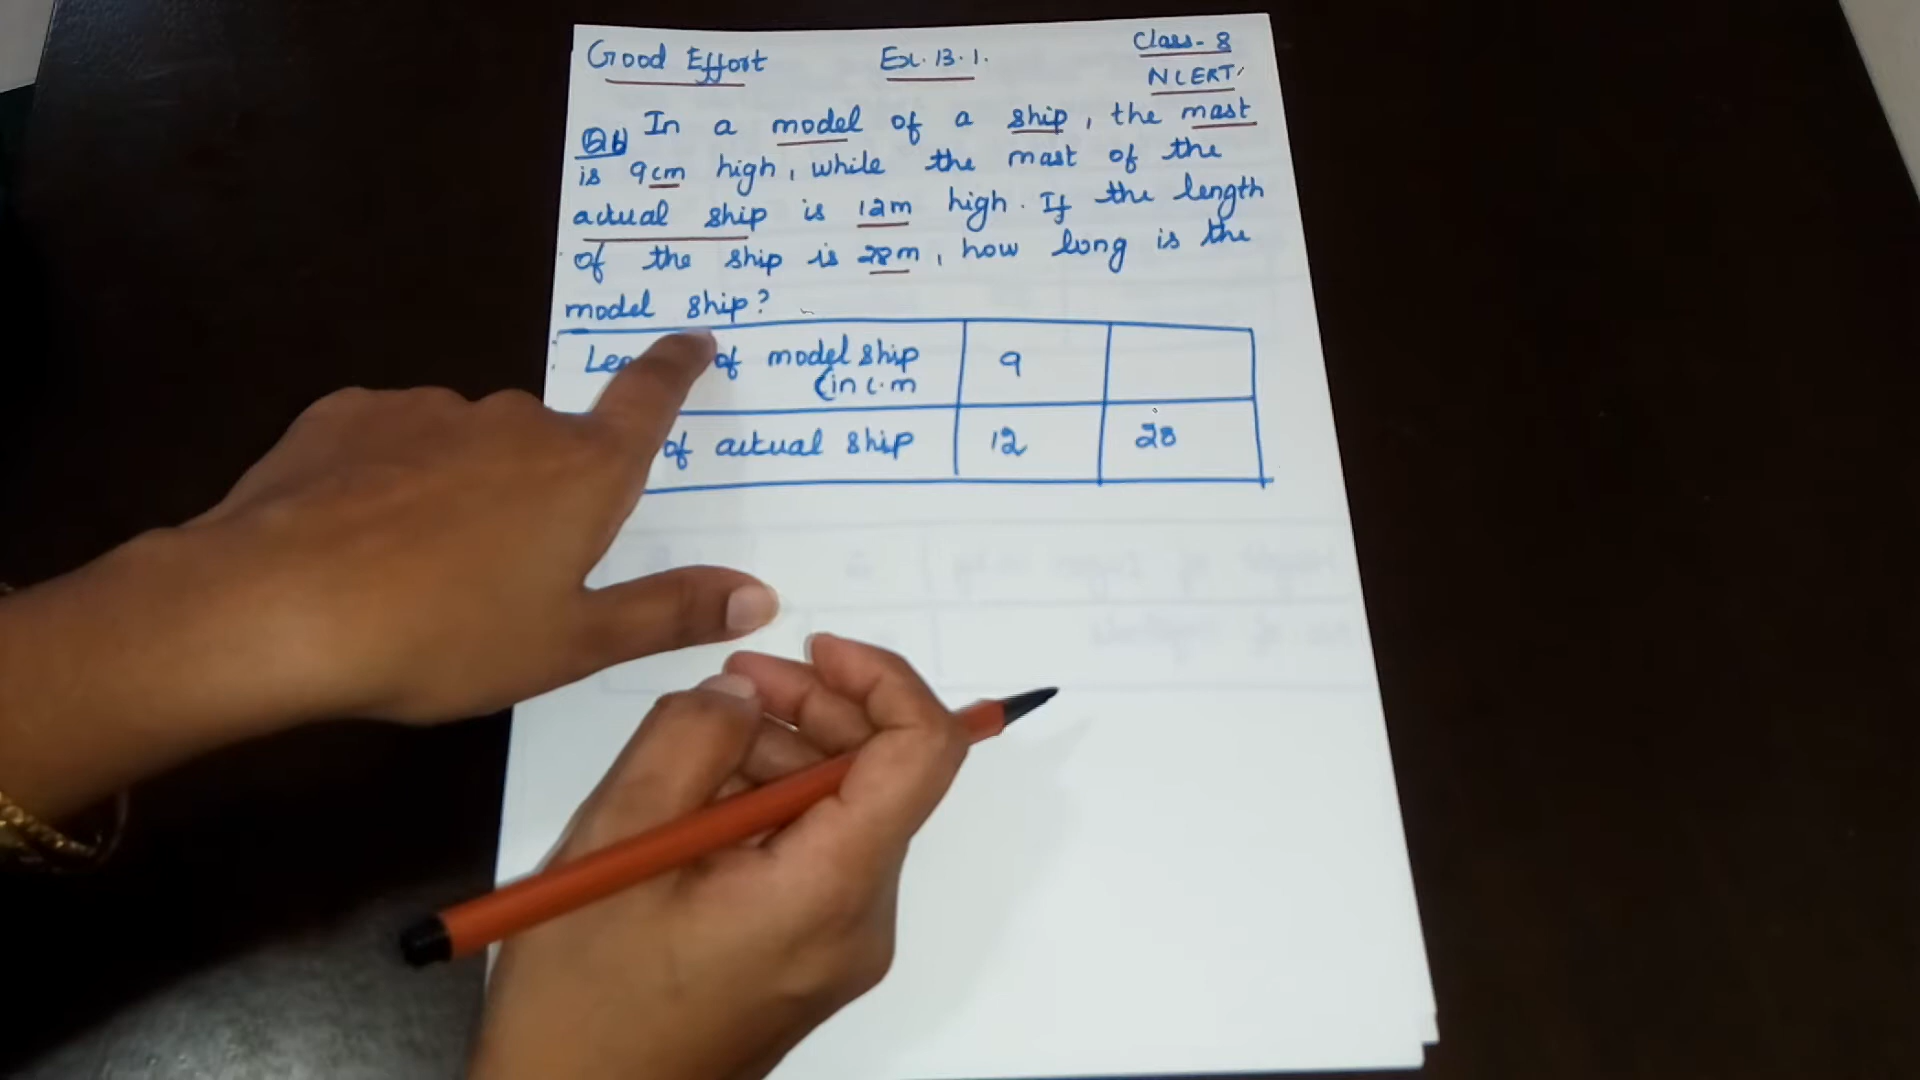 Good Effort Ex. 13.1. Class-8
NCERT
Q6 In a model of a ship, the mast
is 9cm high, while the mast of the
actual ship is 12m high. If the length
of the ship is 28m, how long is the
model ship?
of model ship 9
(in c.m
of actual ship 12 28